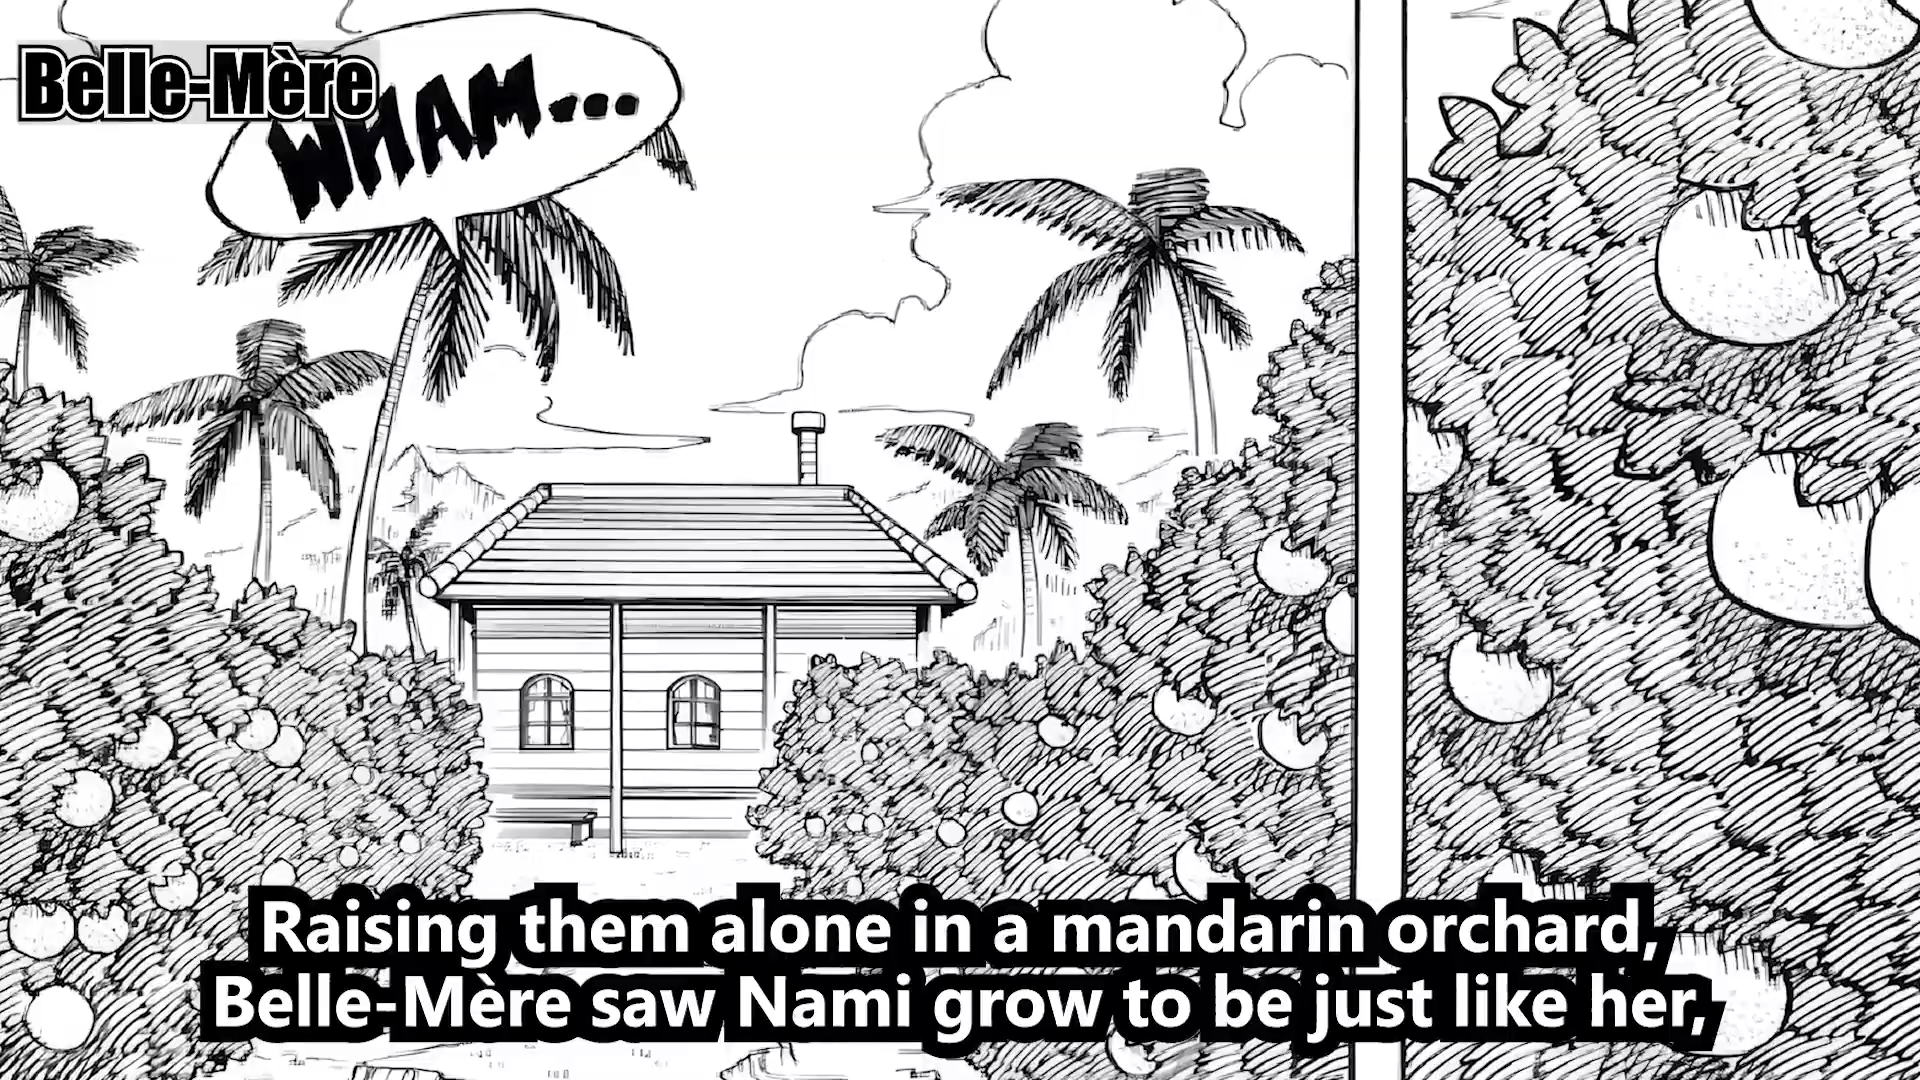 Belle-Mère
WHAM...
Raising them alone in a mandarin orchard,
Belle-Mère saw Nami grow to be just like her,